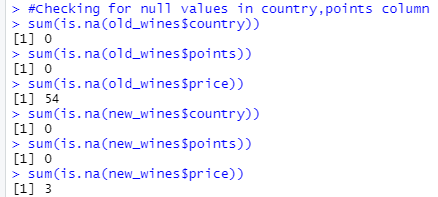 > #Checking for null values in country,points column
> sum(is.na(old_wines$country))
[1] 0
> sum(is.na(old_wines$points))
[1] 0
> sum(is.na(old_wines$price))
[1] 54
> sum(is.na(new_wines$country))
[1] 0
> sum(is.na(new_wines$points))
[1] 0
> sum(is.na(new_wines$price))
[1] 3